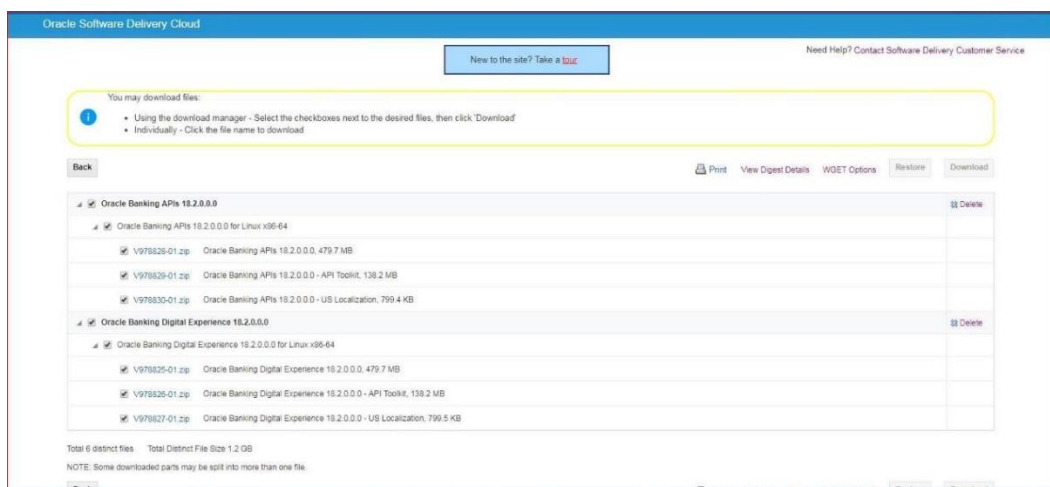 Oracle Software Delivery Cloud
Need Help? Contact Software Delivery Customer Service
New to the site? Take a tour
You may download files:
Using the download manager - Select the checkboxes next to the desired files, then click 'Download'
Individually - Click the file name to download
Back Print View Digest Details WGET Options Restore Download
Oracle Banking APIs 18.2.0.0.0 Delete
Oracle Banking APIs 18.2.0.0.0 for Linux x86-64
V978828-01.zip Oracle Banking APIs 18.2.0.0.0, 479.7 MB
V978829-01.zip Oracle Banking APIs 18.2.0.0.0 - API Toolkit, 138.2 MB
V978830-01.zip Oracle Banking APIs 18.2.0.0.0 - US Localization, 799.4 KB
Oracle Banking Digital Experience 18.2.0.0.0 Delete
Oracle Banking Digital Experience 18.2.0.0.0 for Linux x86-64
V978825-01.zip Oracle Banking Digital Experience 18.2.0.0.0, 479.7 MB
V978826-01.zip Oracle Banking Digital Experience 18.2.0.0.0 - API Toolkit, 138.2 MB
V978827-01.zip Oracle Banking Digital Experience 18.2.0.0.0 - US Localization, 799.5 KB
Total 6 distinct files Total Distinct File Size 1.2 GB
NOTE: Some downloaded parts may be split into more than one file.